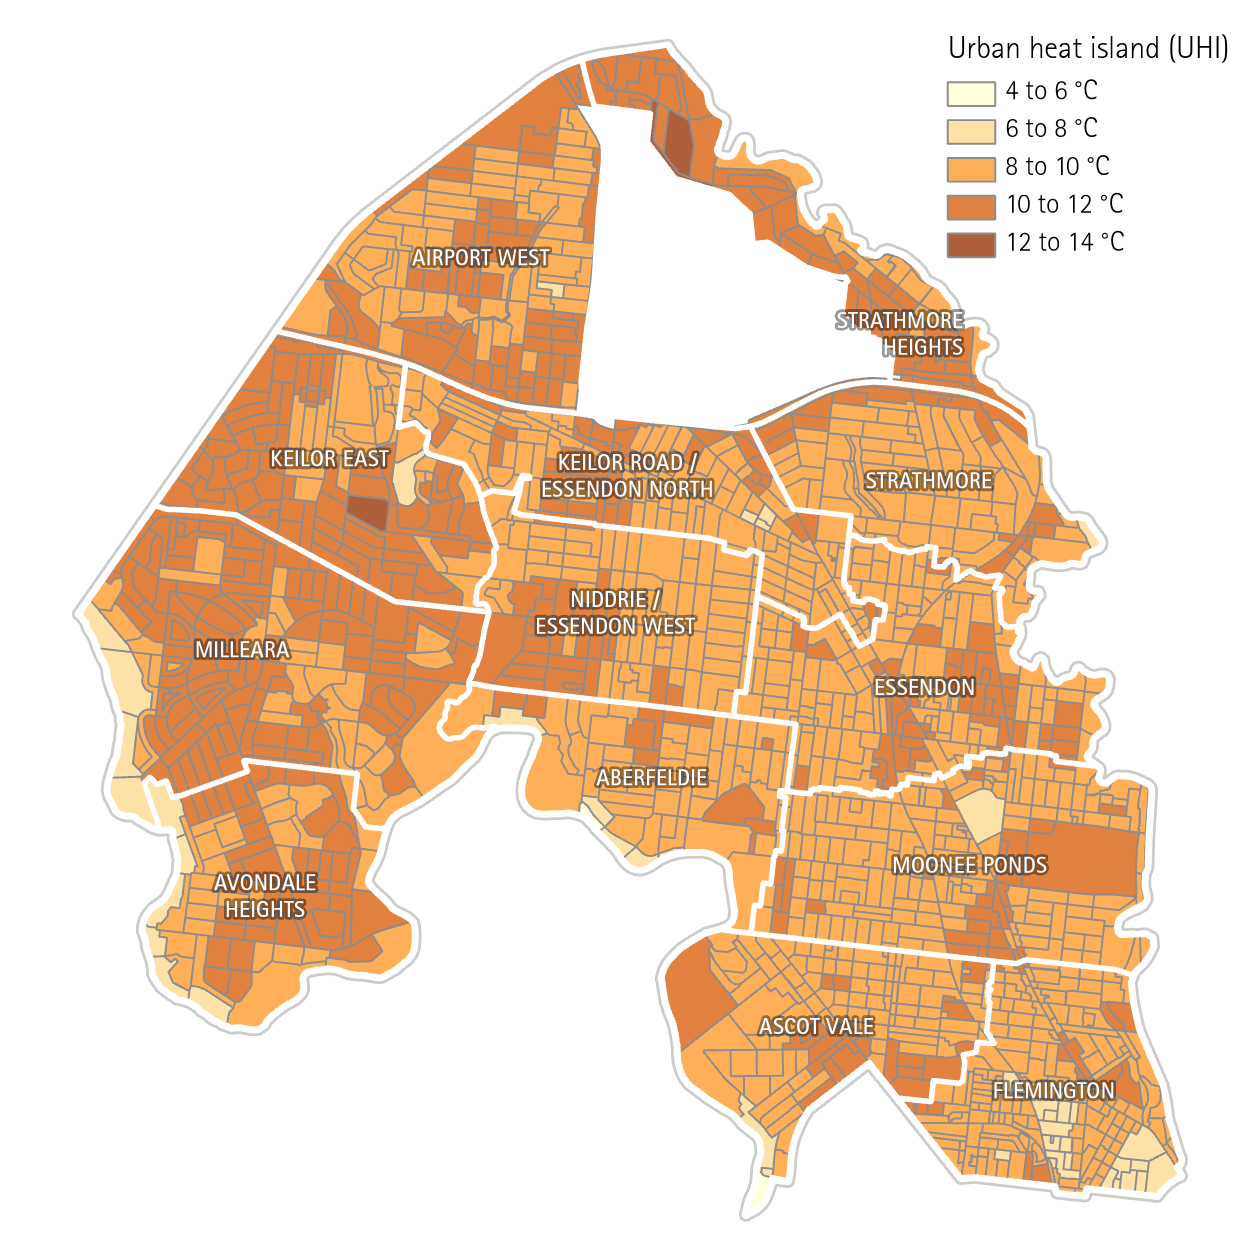 Urban heat island (UHI)
4 to 6 °C
6 to 8 °C
8 to 10 °C
10 to 12 °C
12 to 14 °C
AIRPORT WEST
STRATHMORE
HEIGHTS
KEILOR EAST
KEILOR ROAD /
ESSENDON NORTH
STRATHMORE
NIDDRIE /
ESSENDON WEST
MILLEARA
ESSENDON
ABERFELDIE
MOONEE PONDS
AVONDALE
HEIGHTS
ASCOT VALE
FLEMINGTON